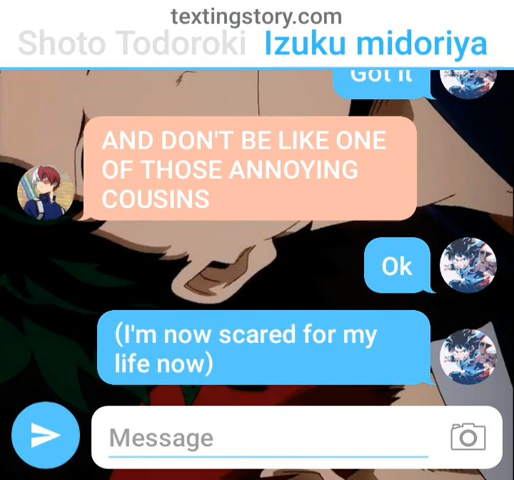 textingstory.com
Shoto Todoroki Izuku midoriya
Got it
AND DON'T BE LIKE ONE
OF THOSE ANNOYING
COUSINS
Ok
(I'm now scared for my
life now)
Message